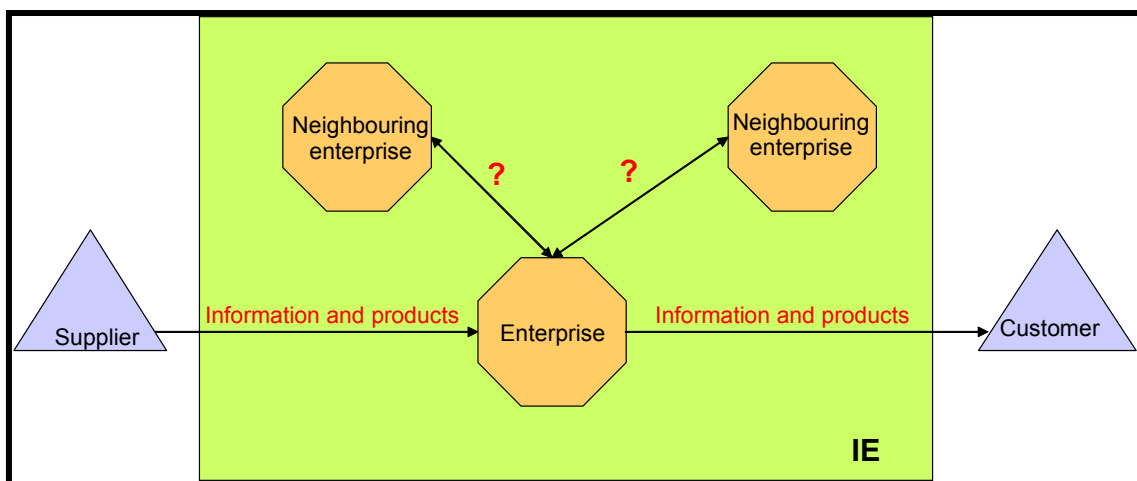 Neighbouring
enterprise
Neighbouring
enterprise
?
?
Information and products
Information and products
Supplier
Enterprise
Customer
IE